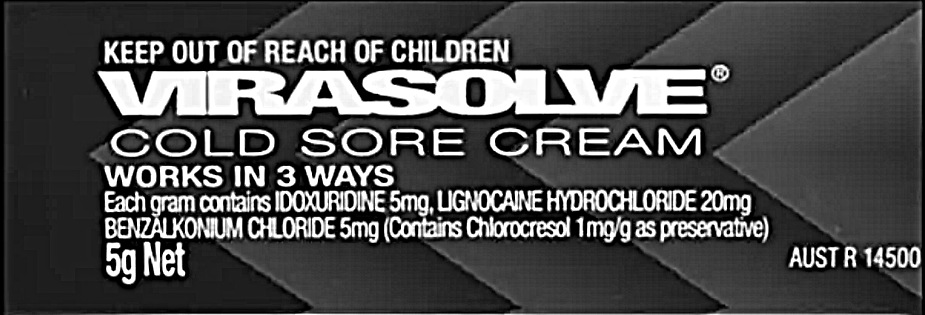 KEEP OUT OF REACH OF CHILDREN
VIRASOLVE®
COLD SORE CREAM
WORKS IN 3 WAYS
Each gram contains IDOXURIDINE 5mg, LIGNOCAINE HYDROCHLORIDE 20mg
BENZALKONIUM CHLORIDE 5mg (Contains Chlorocresol 1mg/g as preservative)
5g Net
AUST R 14500